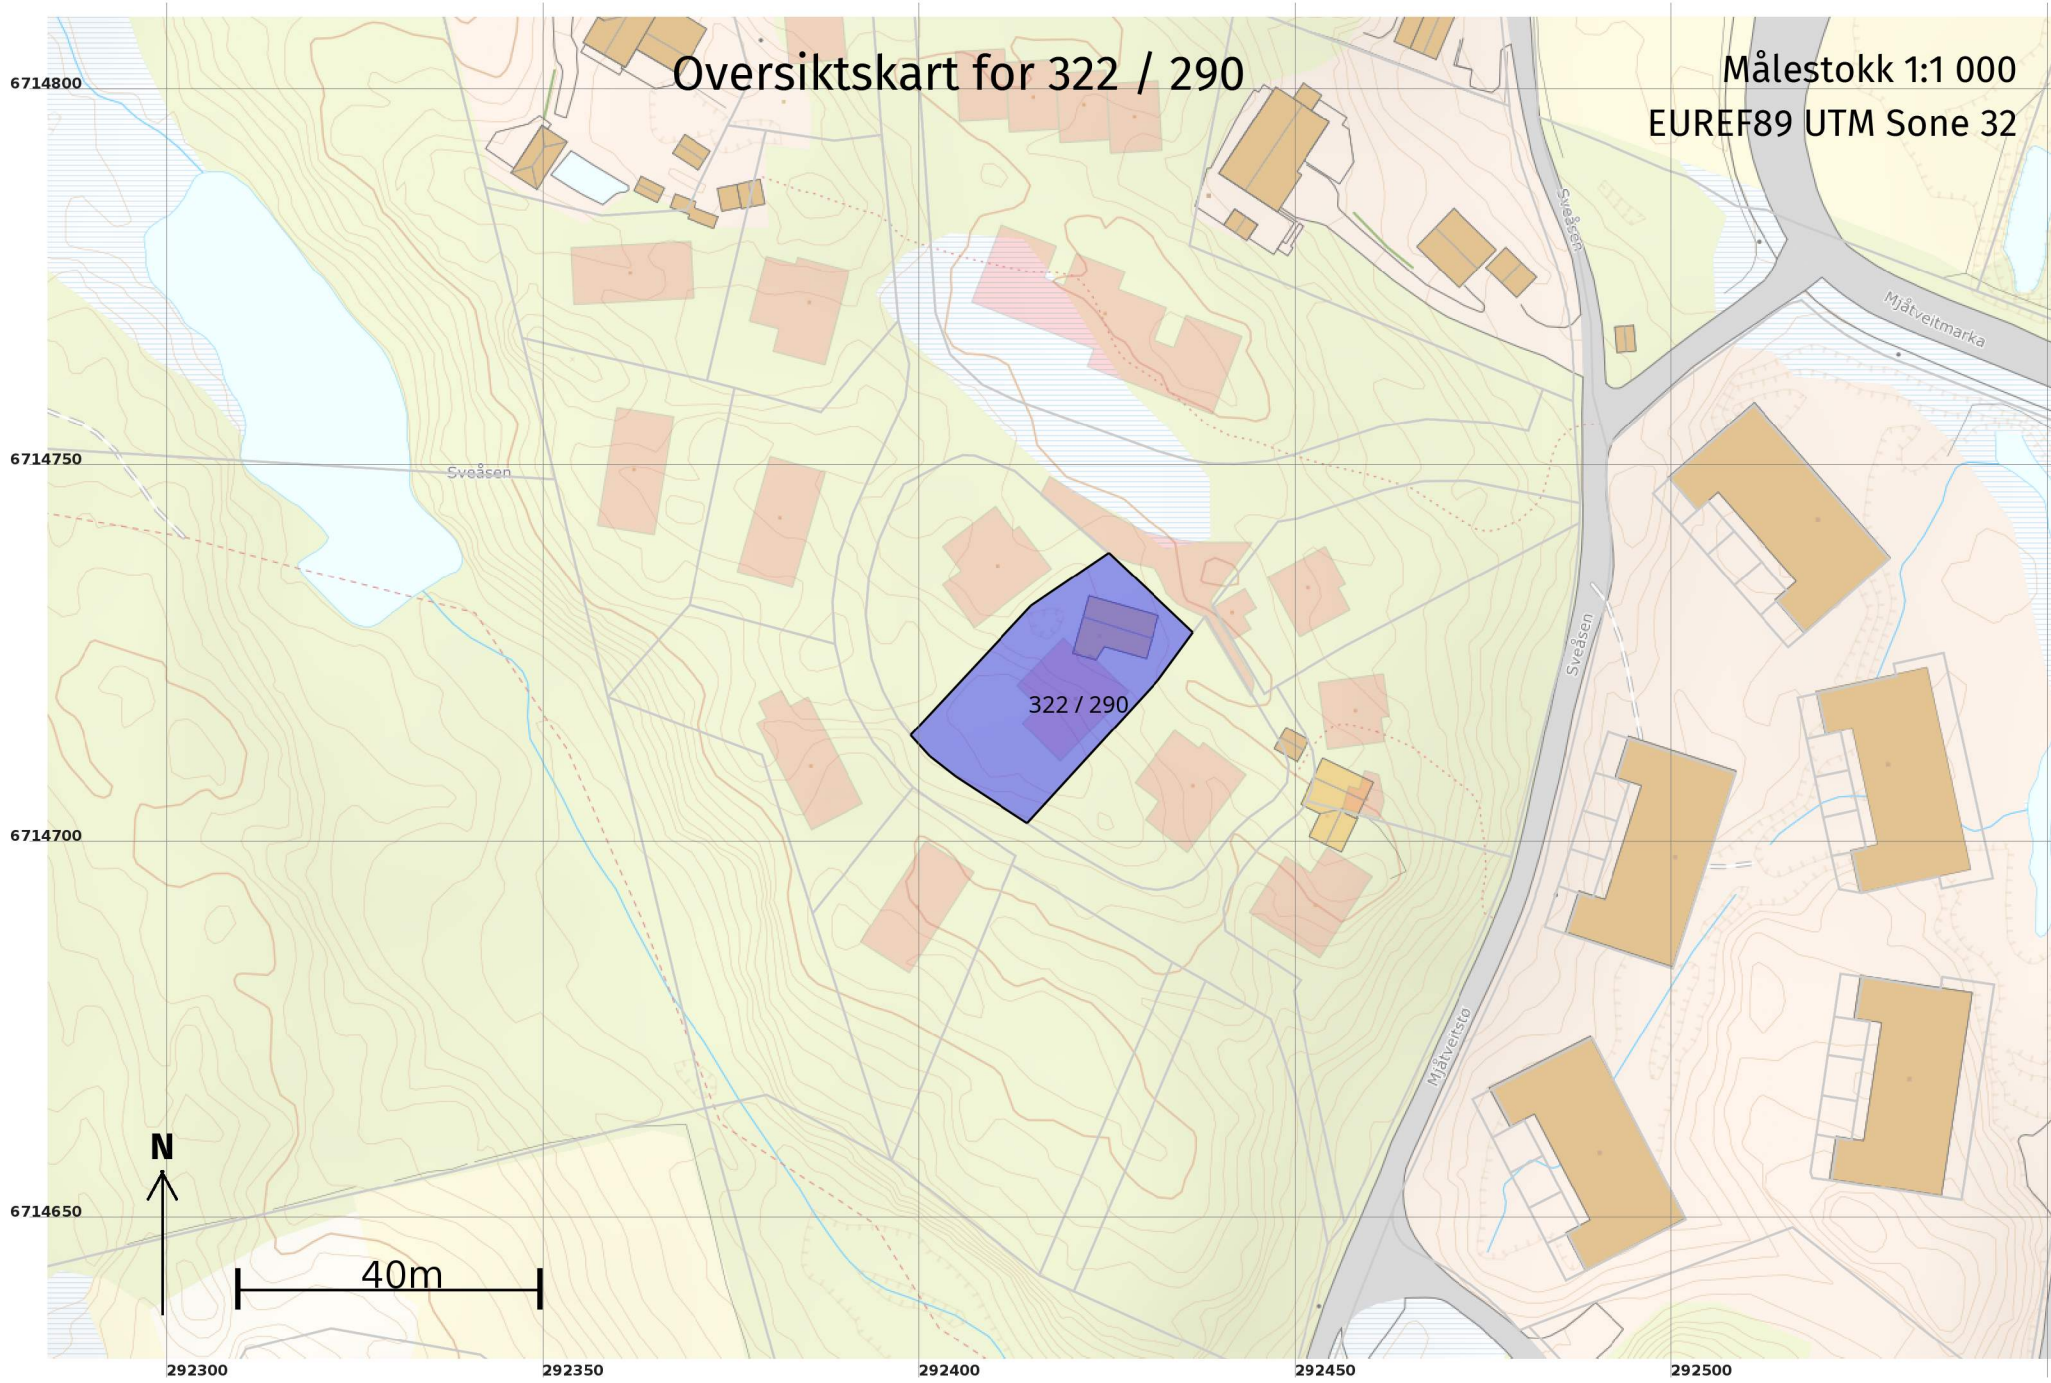 Oversiktskart for 322 / 290
Målestokk 1:1 000
EUREF89 UTM Sone 32
6714800
6714750
6714700
6714650
Sveåsen
Mjåtveitmarka
Sveåsen
Sveåsen
322 / 290
Mjåtveitstø
N
40m
292300
292350
292400
292450
292500